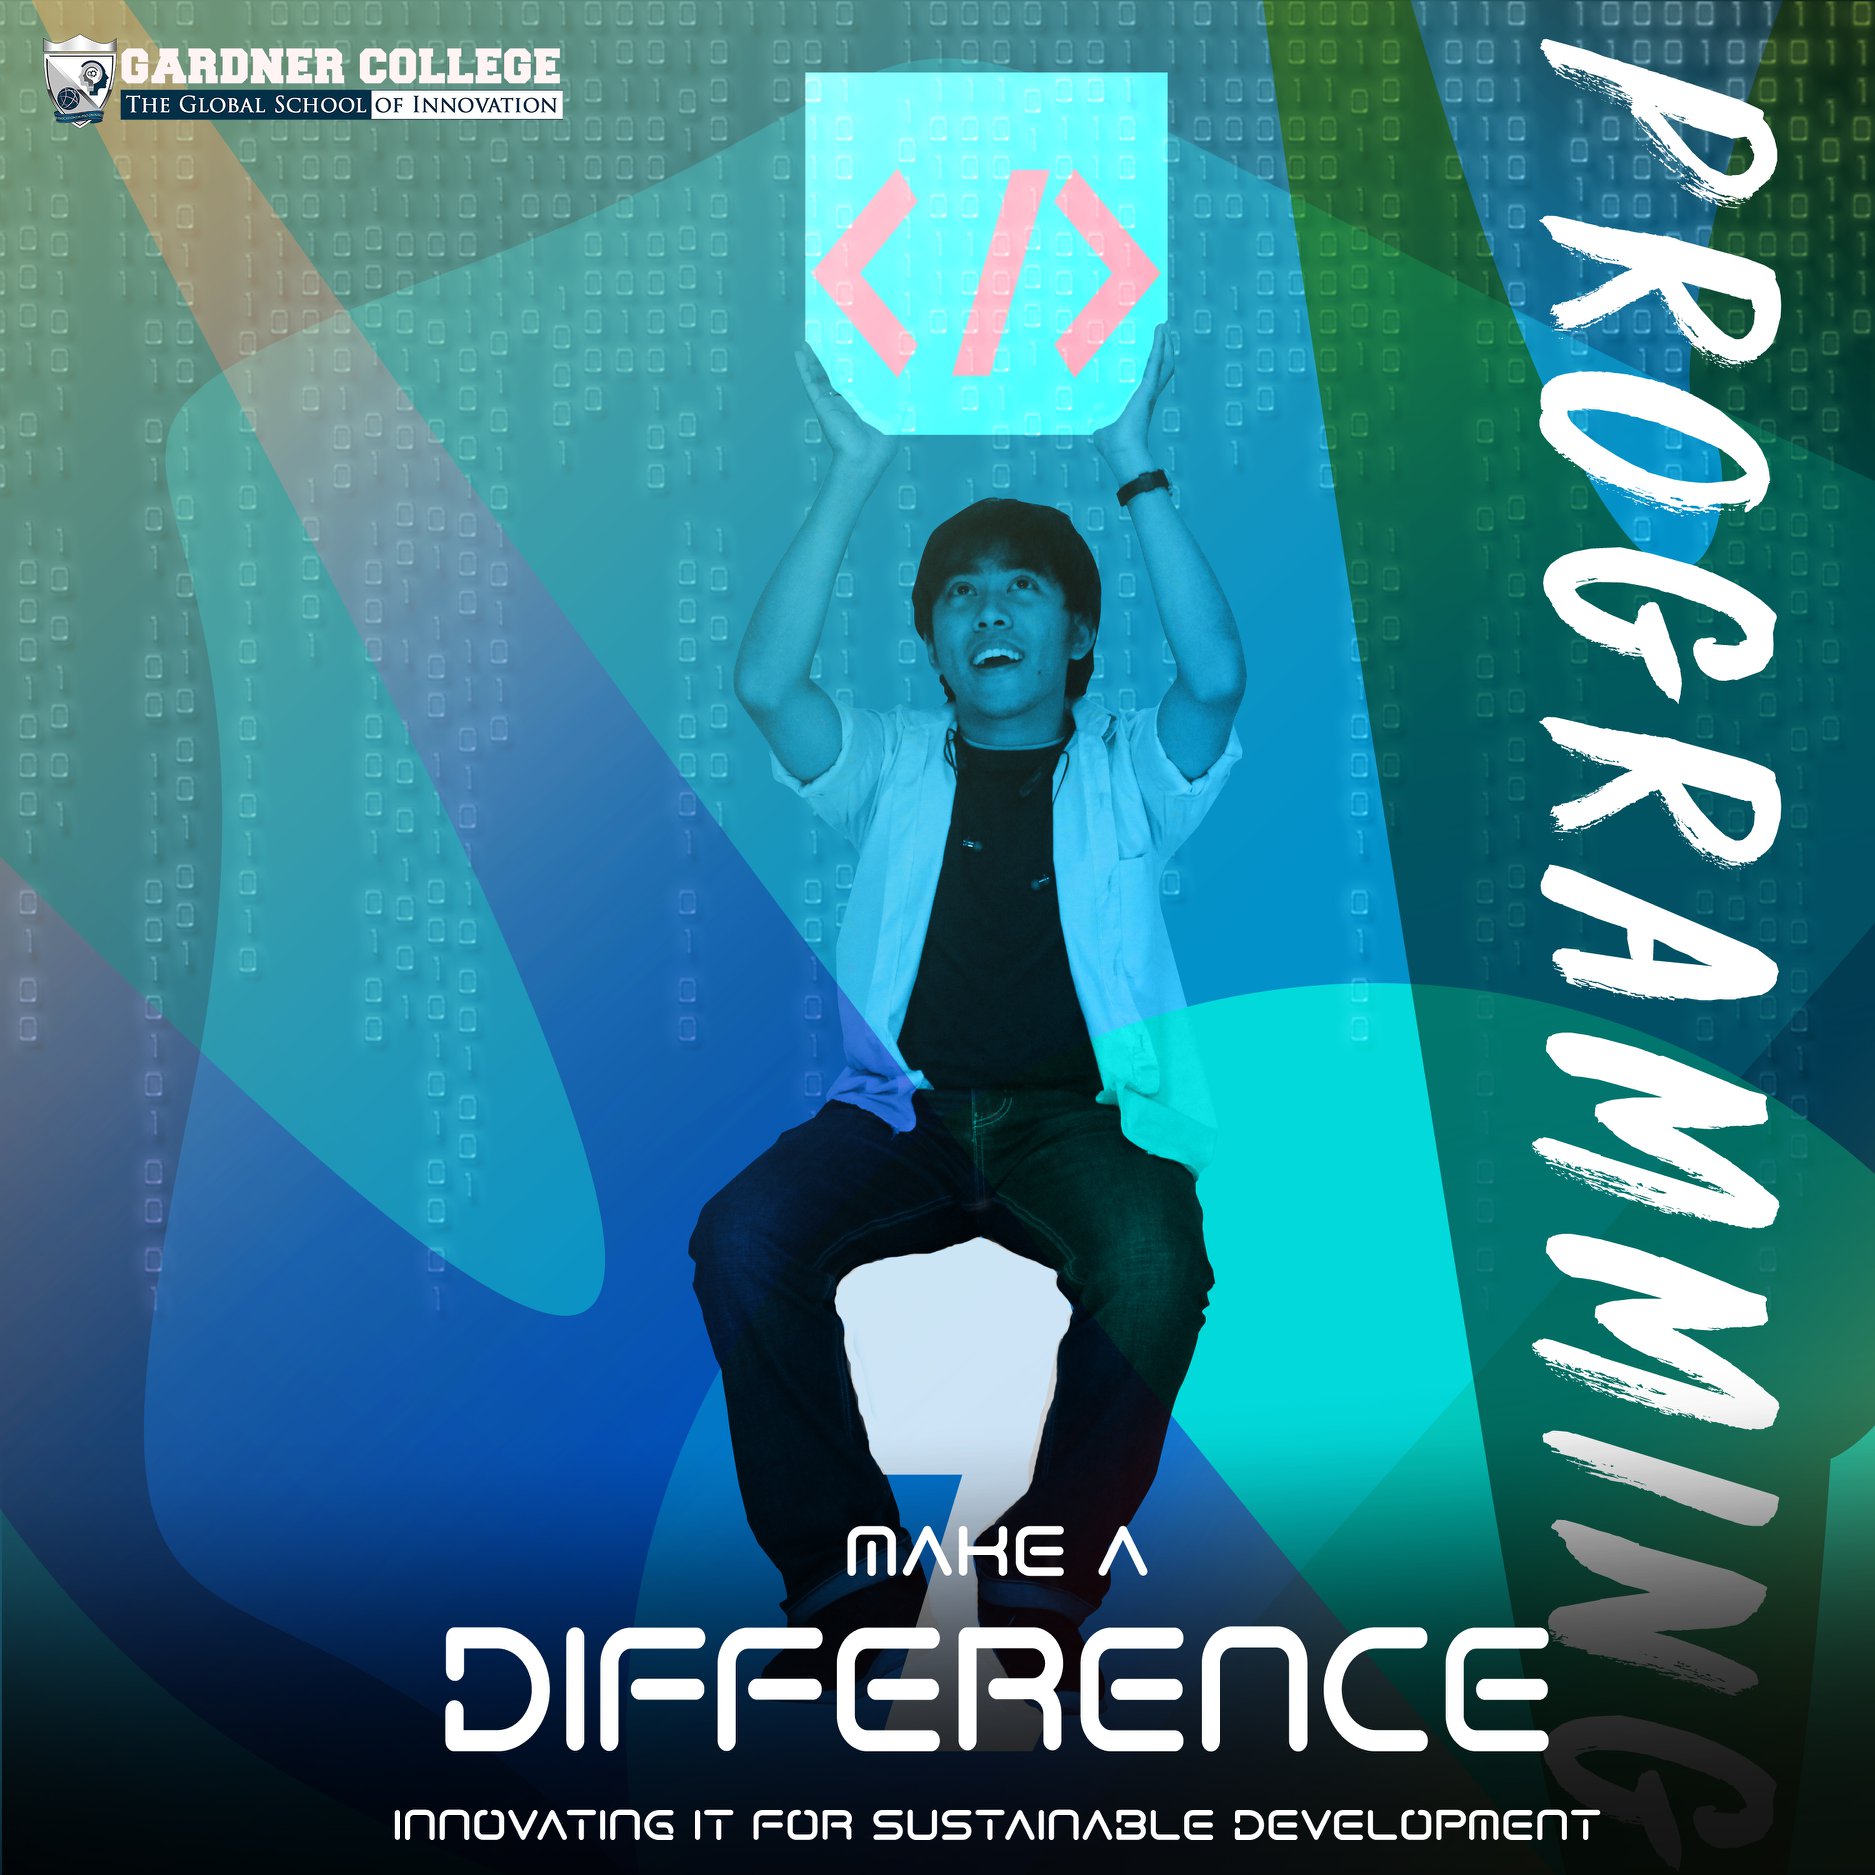 GARDNER COLLEGE
THE GLOBAL SCHOOL OF INNOVATION
</>
PROGRAMMING
MAKE A
DIFFERENCE
INNOVATING IT FOR SUSTAINABLE DEVELOPMENT